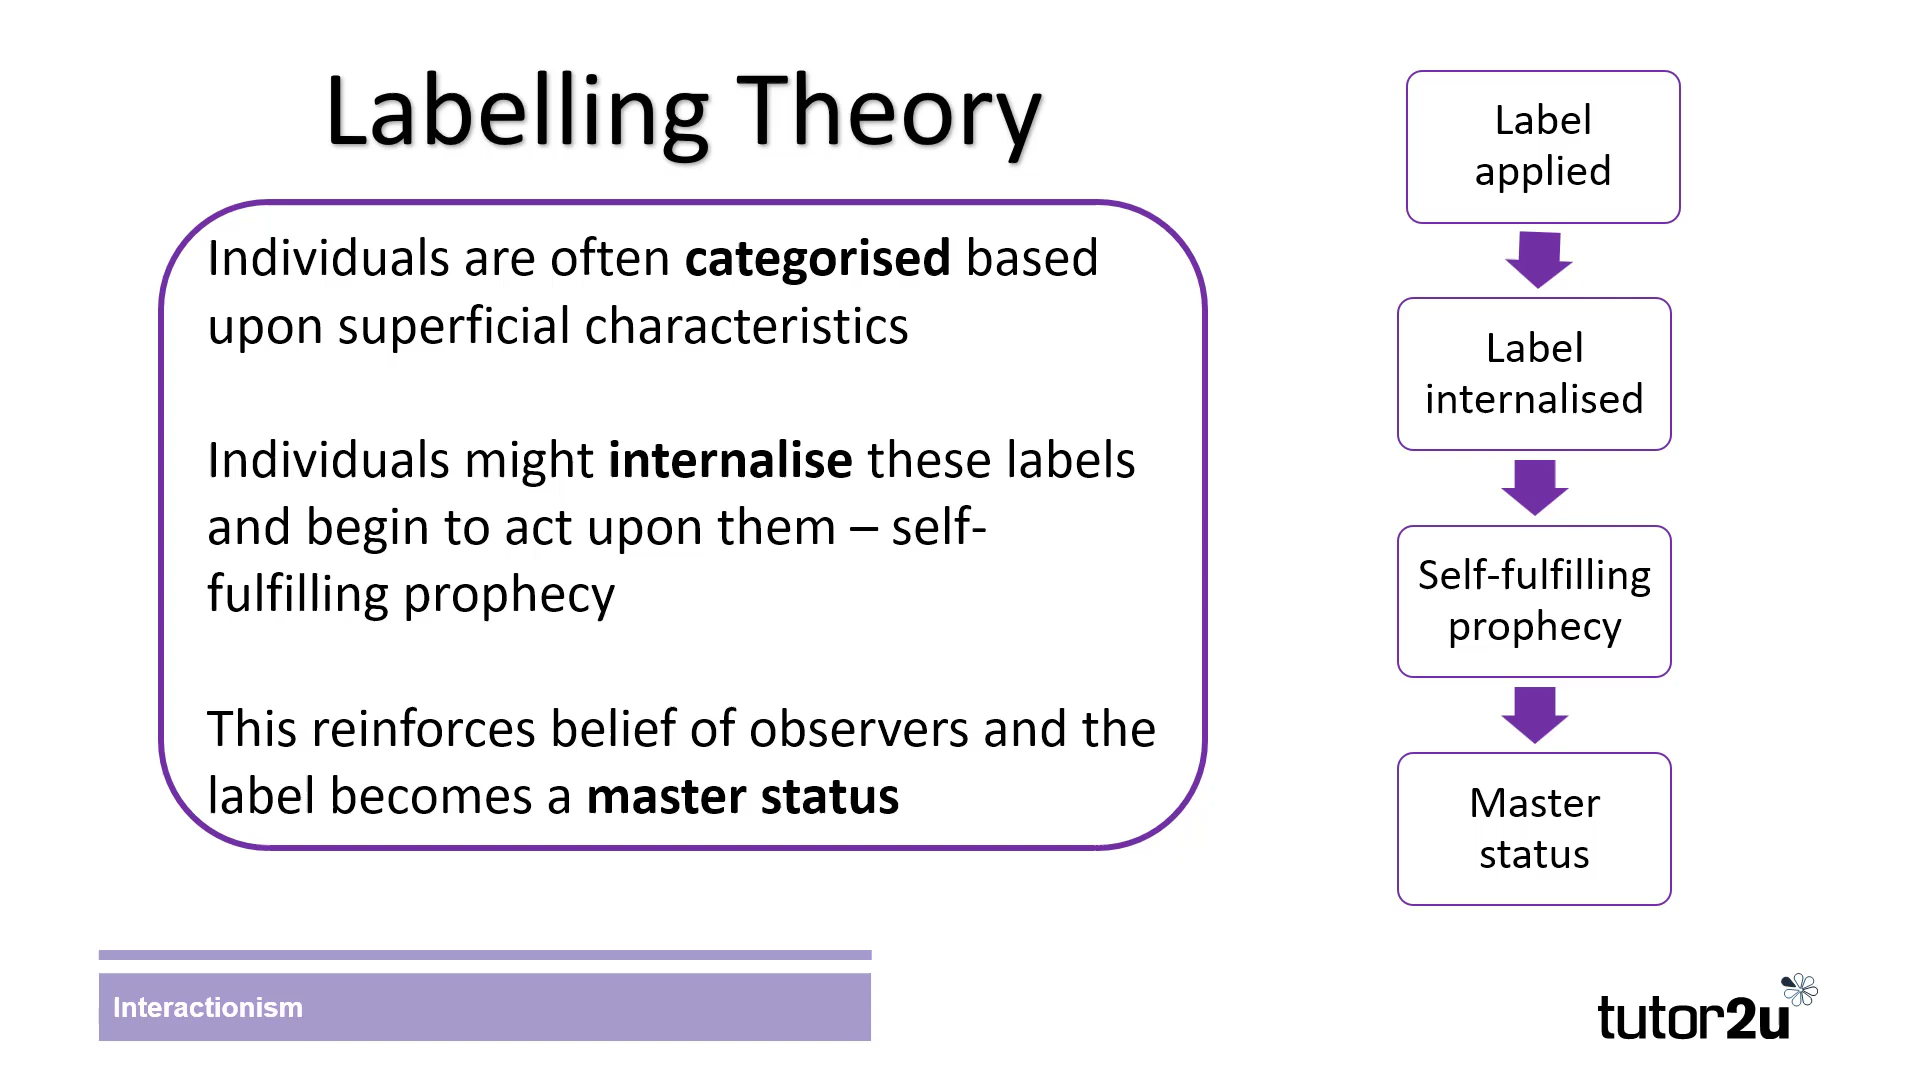 Labelling Theory
Individuals are often categorised based
upon superficial characteristics
Individuals might internalise these labels
and begin to act upon them – self-
fulfilling prophecy
This reinforces belief of observers and the
label becomes a master status
Label
applied
Label
internalised
Self-fulfilling
prophecy
Master
status
Interactionism
tutor2u